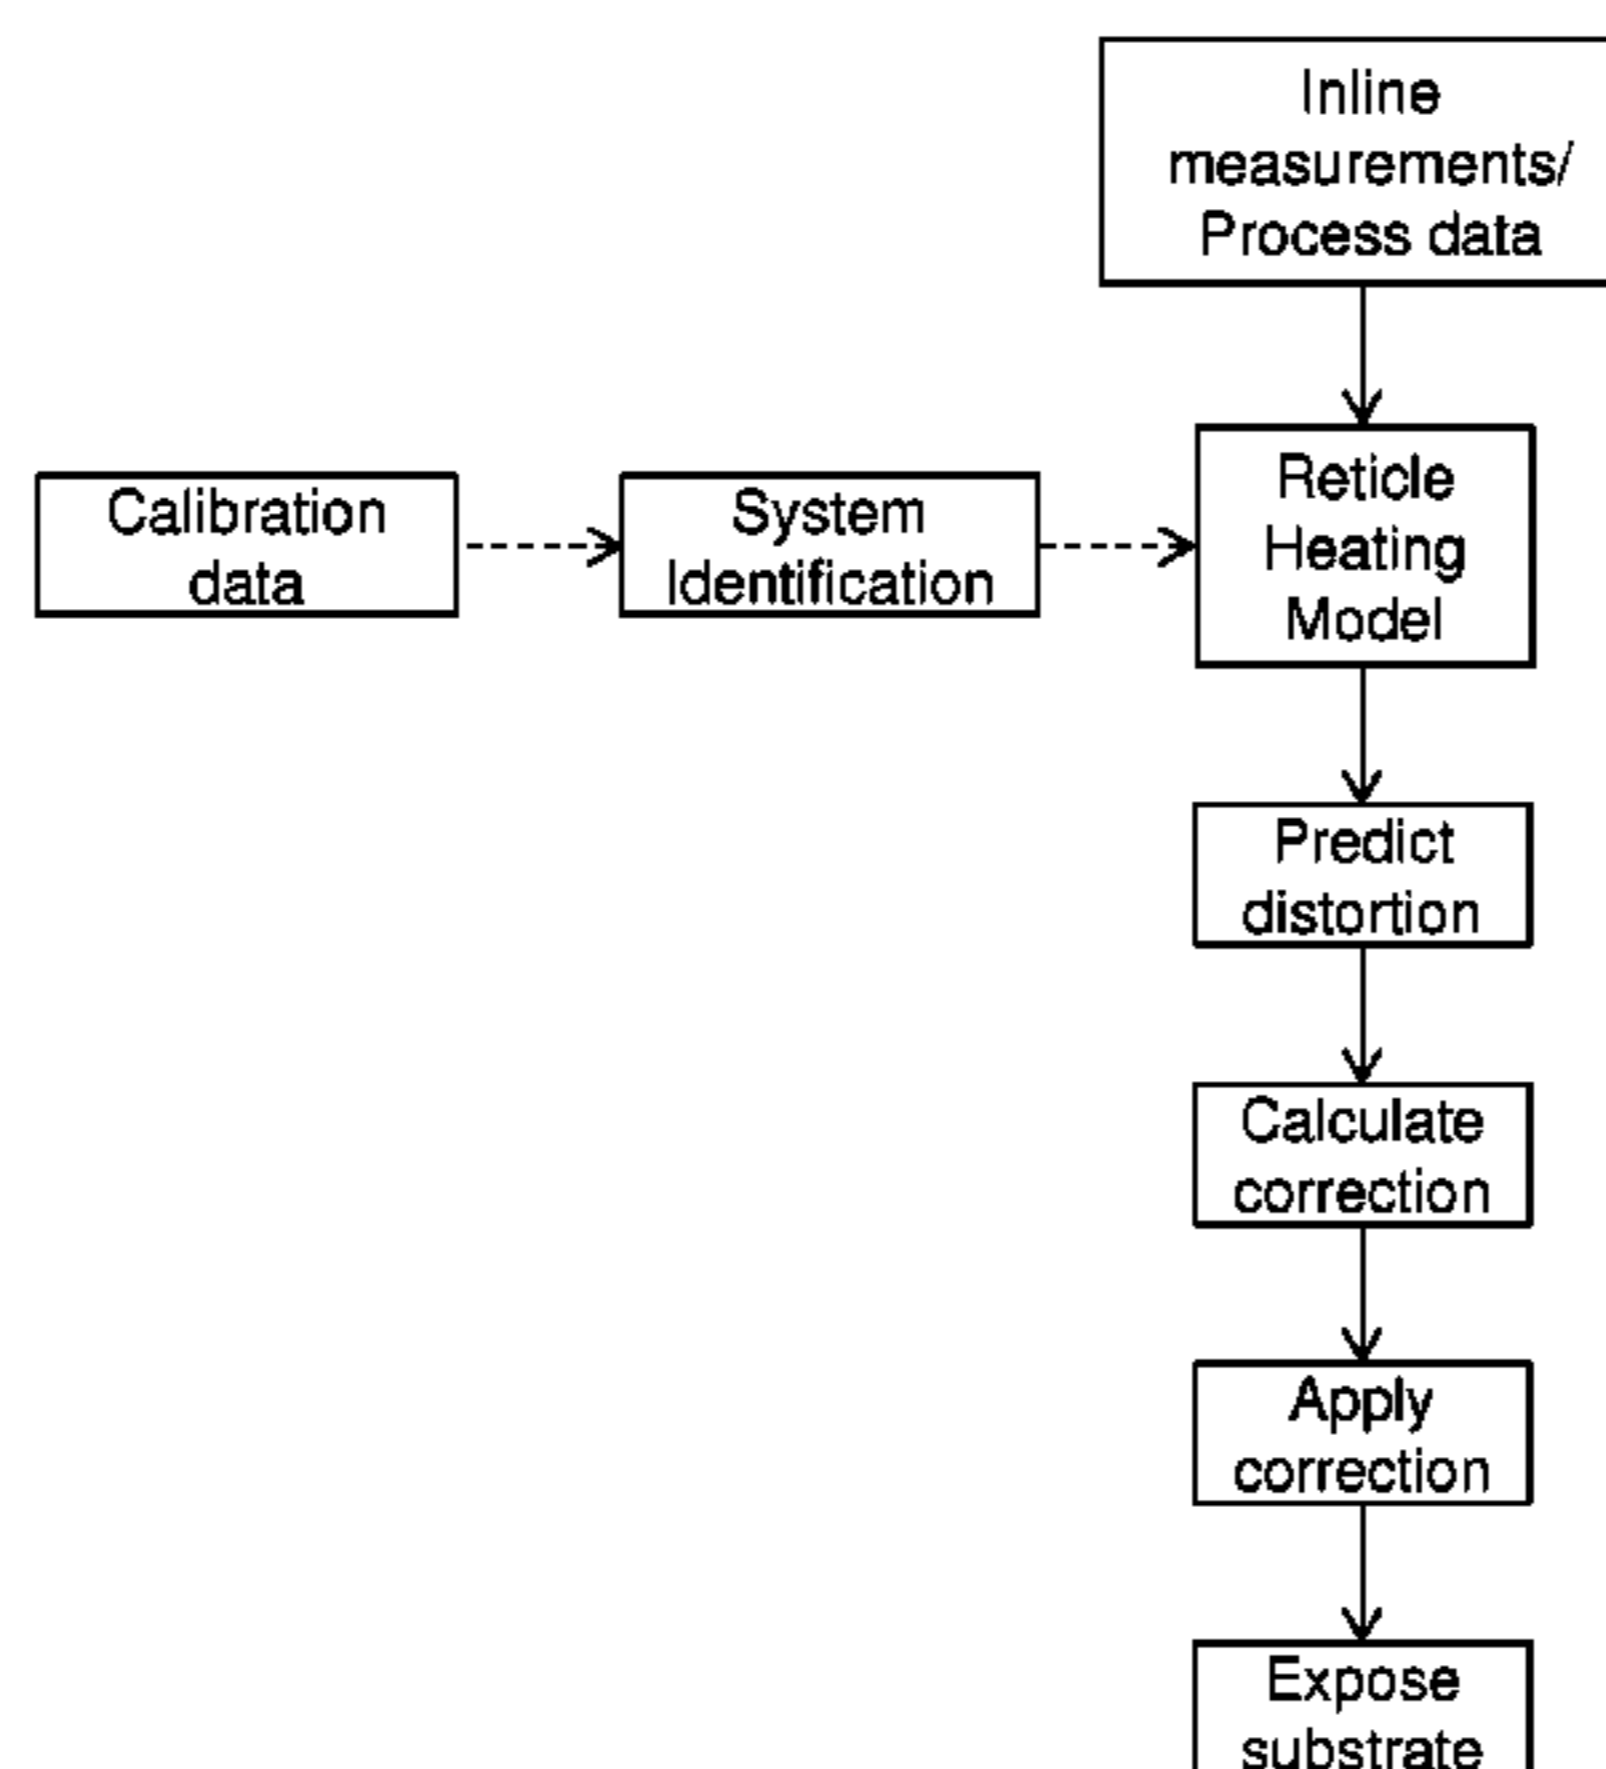 Inline
measurements/
Process data
Calibration
data
System
Identification
Reticle
Heating
Model
Predict
distortion
Calculate
correction
Apply
correction
Expose
substrate